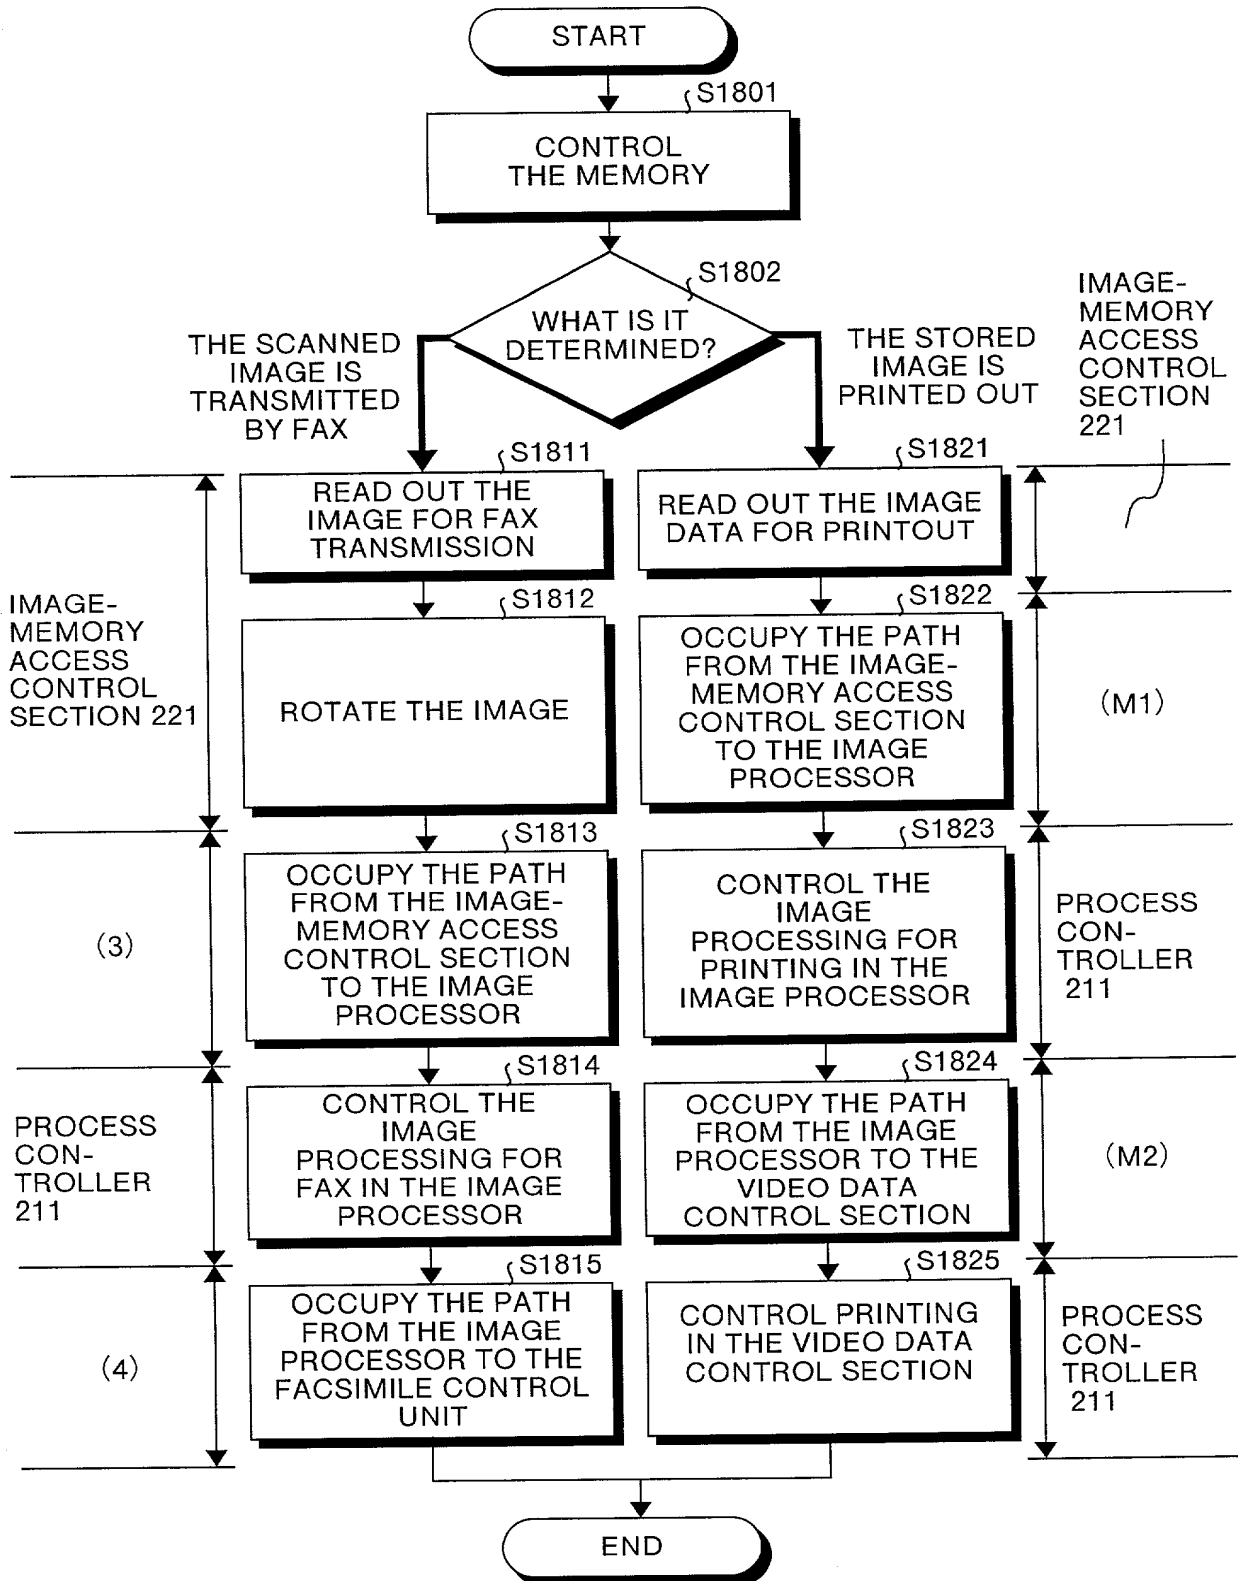 START
S1801
CONTROL
THE MEMORY
S1802
WHAT IS IT
DETERMINED?
THE SCANNED
IMAGE IS
TRANSMITTED
BY FAX
THE STORED
IMAGE IS
PRINTED OUT
IMAGE-
MEMORY
ACCESS
CONTROL
SECTION
221
S1811
READ OUT THE
IMAGE FOR FAX
TRANSMISSION
S1821
READ OUT THE IMAGE
DATA FOR PRINTOUT
IMAGE-
MEMORY
ACCESS
CONTROL
SECTION 221
S1812
ROTATE THE IMAGE
S1822
OCCUPY THE PATH
FROM THE IMAGE-
MEMORY ACCESS
CONTROL SECTION
TO THE IMAGE
PROCESSOR
(M1)
(3)
S1813
OCCUPY THE PATH
FROM THE IMAGE-
MEMORY ACCESS
CONTROL SECTION
TO THE IMAGE
PROCESSOR
S1823
CONTROL THE
IMAGE
PROCESSING FOR
PRINTING IN THE
IMAGE PROCESSOR
PROCESS
CON-
TROLLER
211
PROCESS
CON-
TROLLER
211
S1814
CONTROL THE
IMAGE
PROCESSING FOR
FAX IN THE IMAGE
PROCESSOR
S1824
OCCUPY THE PATH
FROM THE IMAGE
PROCESSOR TO THE
VIDEO DATA
CONTROL SECTION
(M2)
(4)
S1815
OCCUPY THE PATH
FROM THE IMAGE
PROCESSOR TO THE
FACSIMILE CONTROL
UNIT
S1825
CONTROL PRINTING
IN THE VIDEO DATA
CONTROL SECTION
PROCESS
CON-
TROLLER
211
END